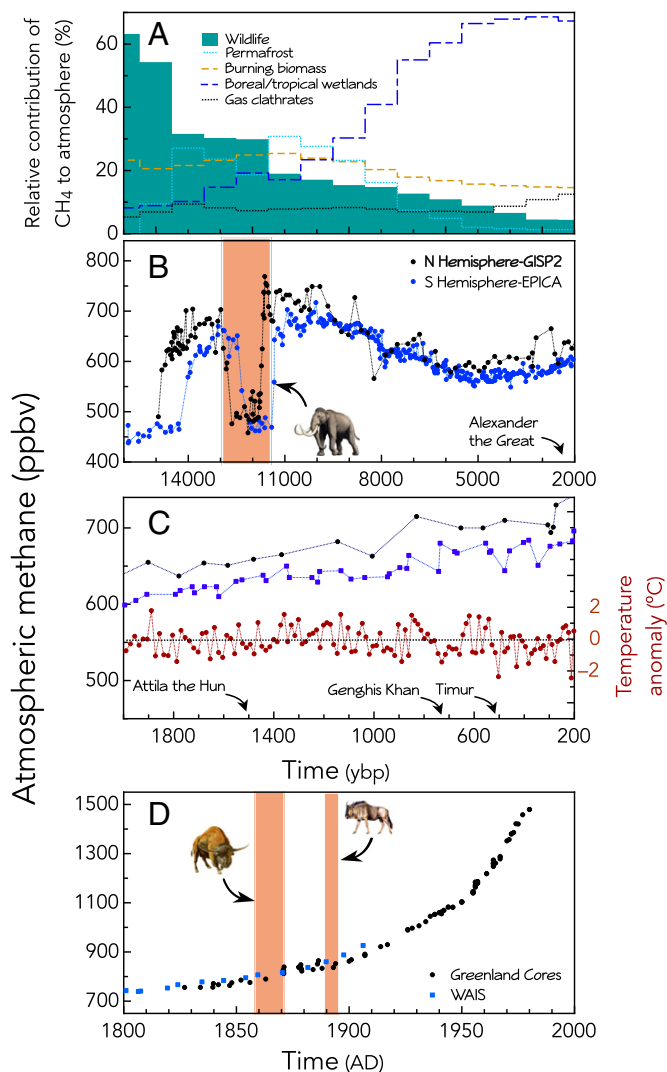 A
Wildlife
Permafrost
Burning biomass
Boreal/tropical wetlands
Gas clathrates
Relative contribution of
CH4 to atmosphere (%)
60
40
20
0
B
N Hemisphere-GISP2
S Hemisphere-EPICA
800
700
600
500
400
Alexander
the Great
14000
11000
8000
5000
2000
Atmospheric methane (ppbv)
C
700
600
500
2
0
−2
Temperature
anomaly (°C)
Attila the Hun
Genghis Khan
Timur
1800
1400
1000
600
200
Time (ybp)
D
1500
1300
1100
900
700
Greenland Cores
WAIS
1800
1850
1900
1950
2000
Time (AD)